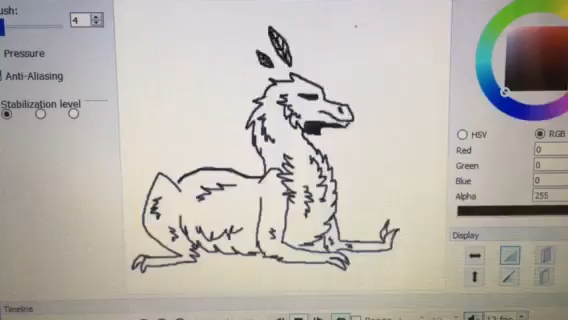 ush:
4
Pressure
Anti-Aliasing
Stabilization level
HSV
RGB
Red
0
Green
0
Blue
0
Alpha
255
Display
Timeline